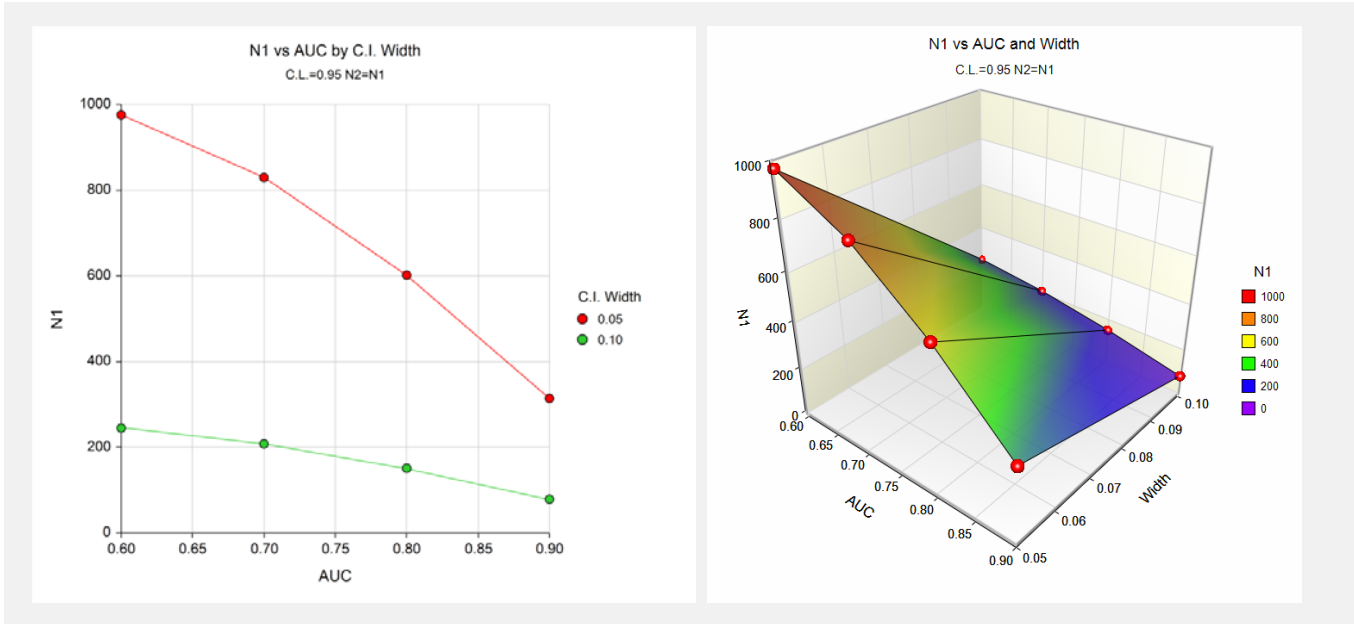 N1 vs AUC by C.I. Width
C.L.=0.95 N2=N1
1000
800
600
400
200
0
N1
0.60 0.65 0.70 0.75 0.80 0.85 0.90
AUC
C.I. Width
0.05
0.10
N1 vs AUC and Width
C.L.=0.95 N2=N1
1000
800
600
400
200
0
N1
0.60
0.65
0.70
0.75
0.80
0.85
0.90
AUC
0.05
0.06
0.07
0.08
0.09
0.10
Width
N1
1000
800
600
400
200
0